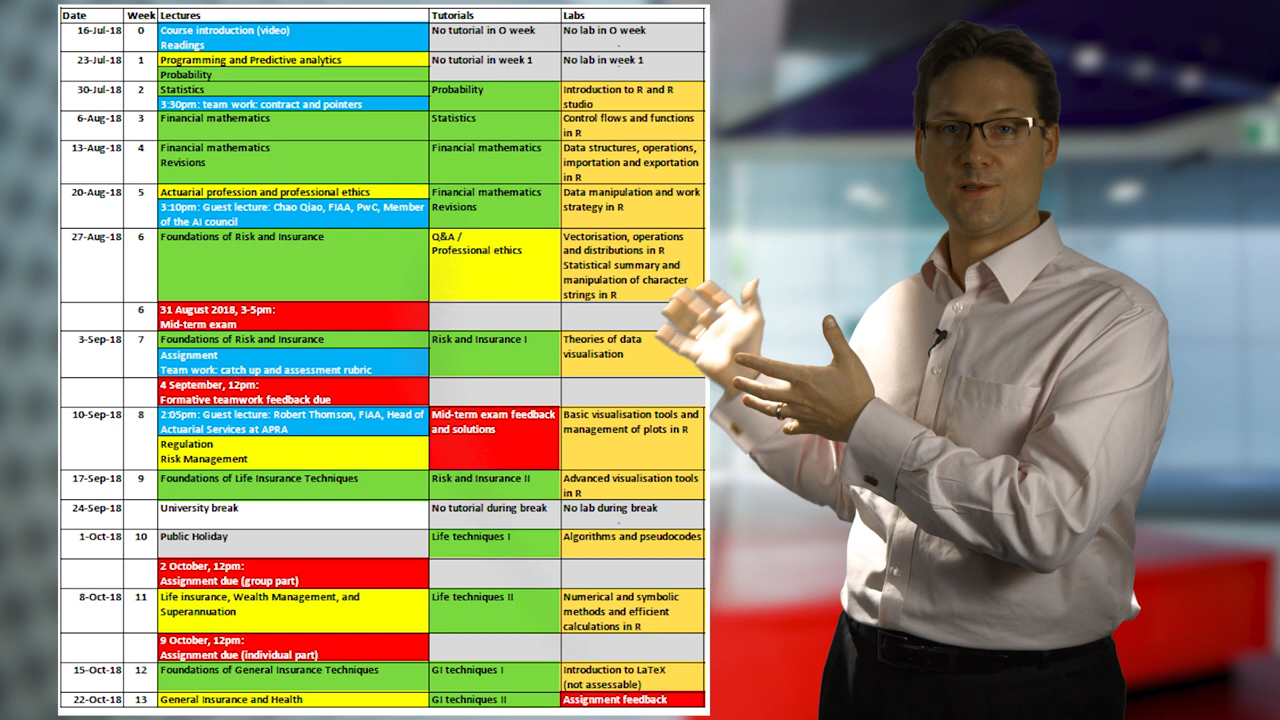 Date Week Lectures Tutorials Labs
16-Jul-18 0 Course introduction (video) No tutorial in O week No lab in O week
Readings
23-Jul-18 1 Programming and Predictive analytics No tutorial in week 1 No lab in week 1
Probability
30-Jul-18 2 Statistics Probability Introduction to R and R
3:30pm: team work: contract and pointers studio
6-Aug-18 3 Financial mathematics Statistics Control flows and functions
in R
13-Aug-18 4 Financial mathematics Financial mathematics Data structures, operations,
Revisions importation and exportation
in R
20-Aug-18 5 Actuarial profession and professional ethics Financial mathematics Data manipulation and work
3:10pm: Guest lecture: Chao Qiao, FIAA, PwC, Member Revisions strategy in R
of the AI council
27-Aug-18 6 Foundations of Risk and Insurance Q&A / Vectorisation, operations
Professional ethics and distributions in R
Statistical summary and
manipulation of character
strings in R
6 31 August 2018, 3-5pm:
Mid-term exam
3-Sep-18 7 Foundations of Risk and Insurance Risk and Insurance I Theories of data
Assignment visualisation
Team work: catch up and assessment rubric
4 September, 12pm:
Formative teamwork feedback due
10-Sep-18 8 2:05pm: Guest lecture: Robert Thomson, FIAA, Head of Mid-term exam feedback Basic visualisation tools and
Actuarial Services at APRA and solutions management of plots in R
Regulation
Risk Management
17-Sep-18 9 Foundations of Life Insurance Techniques Risk and Insurance II Advanced visualisation tools
in R
24-Sep-18 University break No tutorial during break No lab during break
1-Oct-18 10 Public Holiday Life techniques I Algorithms and pseudocodes
2 October, 12pm:
Assignment due (group part)
8-Oct-18 11 Life insurance, Wealth Management, and Life techniques II Numerical and symbolic
Superannuation methods and efficient
calculations in R
9 October, 12pm:
Assignment due (individual part)
15-Oct-18 12 Foundations of General Insurance Techniques GI techniques I Introduction to LaTeX
(not assessable)
22-Oct-18 13 General Insurance and Health GI techniques II Assignment feedback